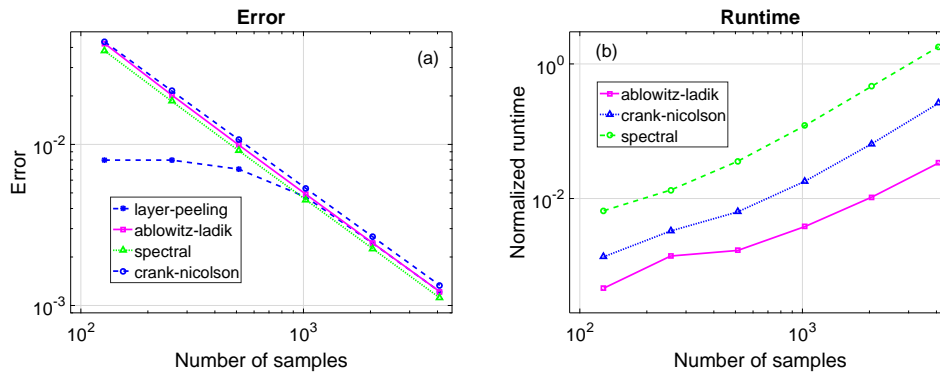 Error
(a)
10^-2
10^-3
Error
layer-peeling
ablowitz-ladik
spectral
crank-nicolson
10^2
10^3
Number of samples
Runtime
(b)
10^0
10^-2
Normalized runtime
ablowitz-ladik
crank-nicolson
spectral
10^2
10^3
Number of samples